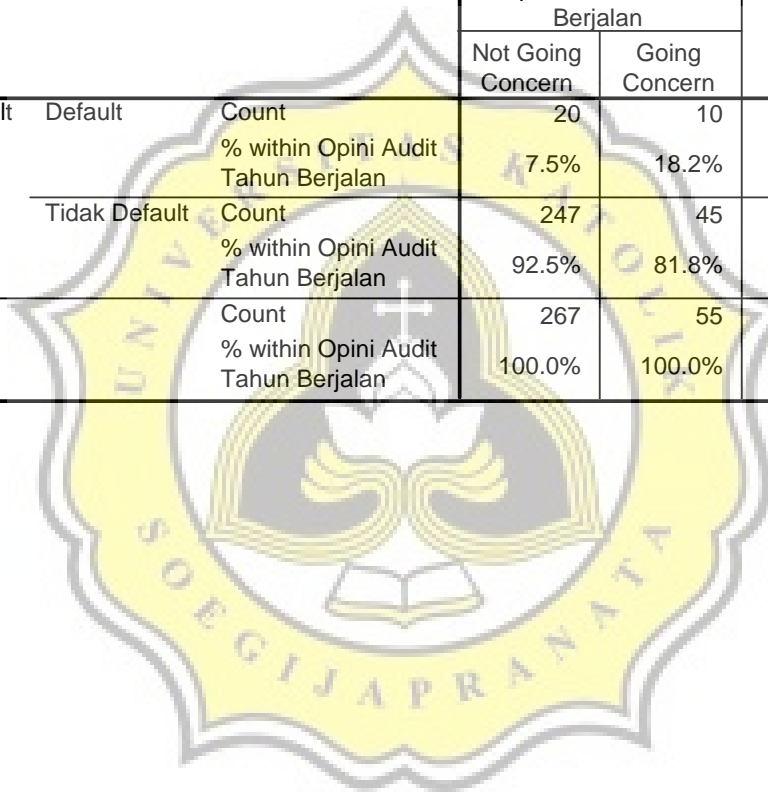 Berjalan
Not Going Concern Going Concern
lt Default Count 20 10
% within Opini Audit Tahun Berjalan 7.5% 18.2%
Tidak Default Count 247 45
% within Opini Audit Tahun Berjalan 92.5% 81.8%
Count 267 55
% within Opini Audit Tahun Berjalan 100.0% 100.0%
UNIVERSITAS KATOLIK
SOEGIJAPRANATA